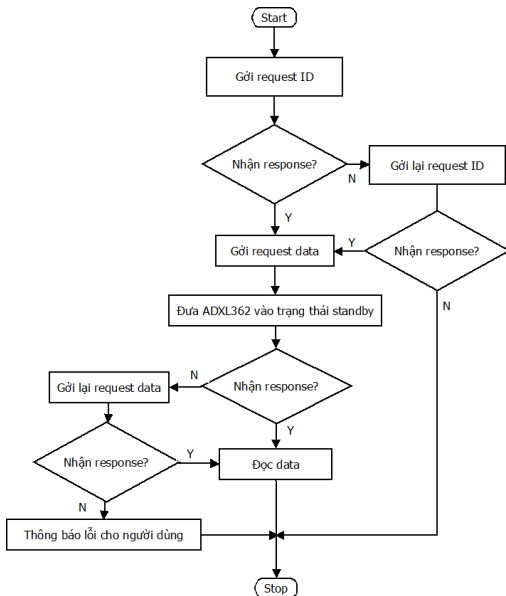 Start
Gởi request ID
Nhận response?
N
Gởi lại request ID
Y
Y
Gởi request data
Nhận response?
N
Đưa ADXL362 vào trạng thái standby
N
Nhận response?
Gởi lại request data
Y
Nhận response?
Y
Đọc data
N
Thông báo lỗi cho người dùng
Stop